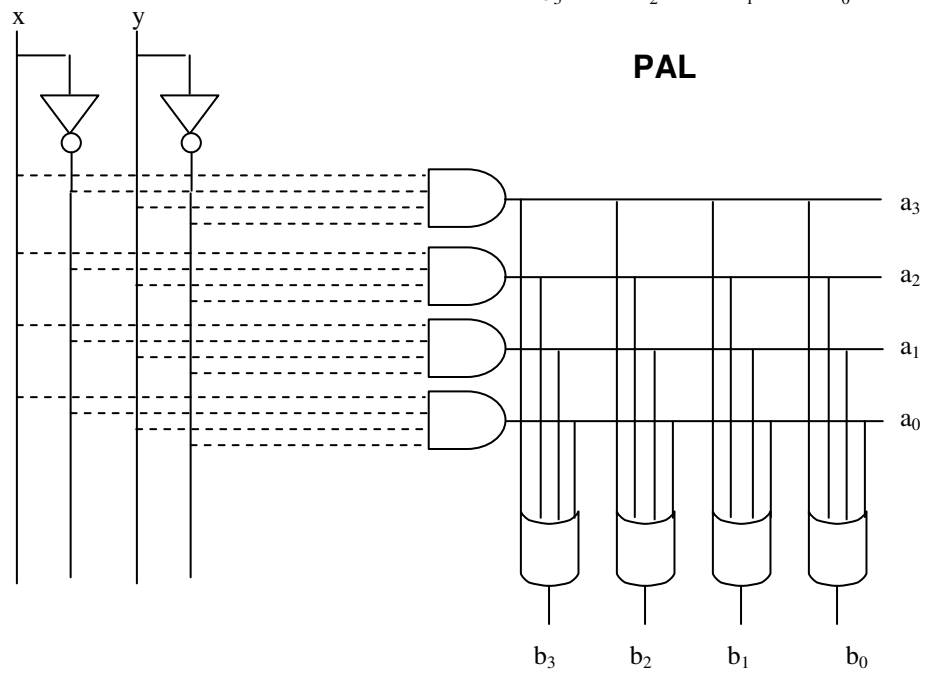 x y
PAL
a₃
a₂
a₁
a₀
b₃ b₂ b₁ b₀